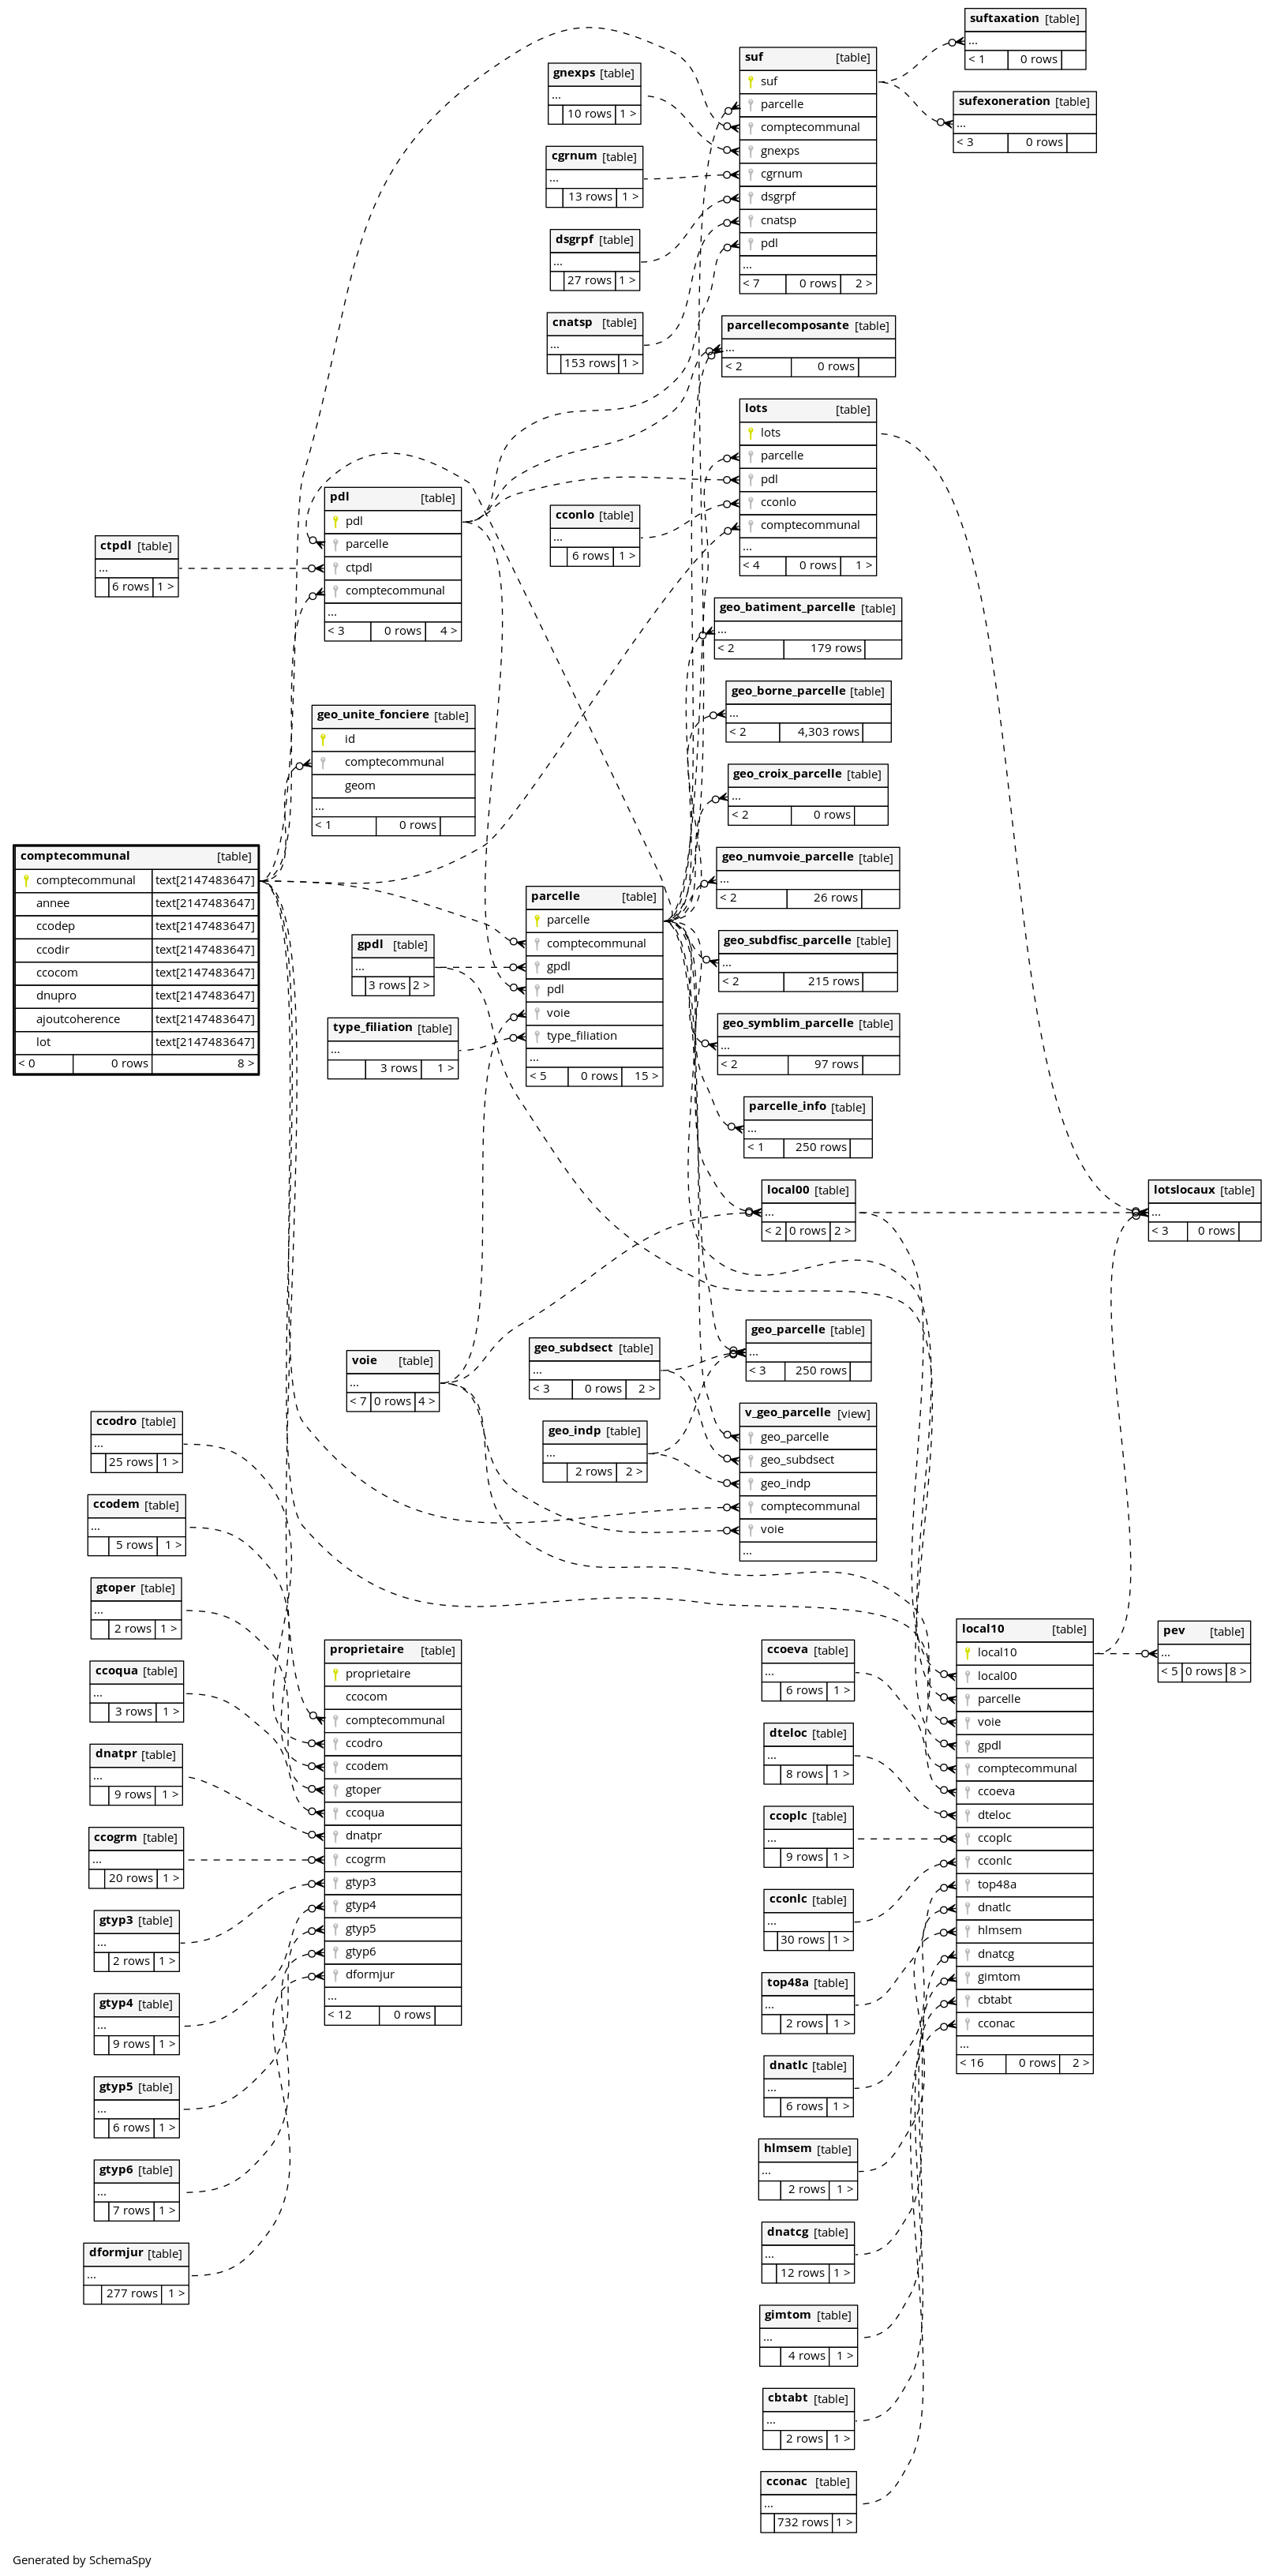 suftaxation [table]
...
< 1 0 rows
sufexoneration [table]
...
< 3 0 rows
suf [table]
suf
parcelle
comptecommunal
gnexps
cgrnum
dsgrpf
cnatsp
pdl
...
< 7 0 rows 2 >
gnexps [table]
...
10 rows 1 >
cgrnum [table]
...
13 rows 1 >
dsgrpf [table]
...
27 rows 1 >
cnatsp [table]
...
153 rows 1 >
parcellecomposante [table]
...
< 2 0 rows
lots [table]
lots
parcelle
pdl
cconlo
comptecommunal
...
< 4 0 rows 1 >
cconlo [table]
...
6 rows 1 >
pdl [table]
pdl
parcelle
ctpdl
comptecommunal
...
< 3 0 rows 4 >
ctpdl [table]
...
6 rows 1 >
geo_batiment_parcelle [table]
...
< 2 179 rows
geo_borne_parcelle [table]
...
< 2 4,303 rows
geo_croix_parcelle [table]
...
< 2 0 rows
geo_numvoie_parcelle [table]
...
< 2 26 rows
geo_subdfisc_parcelle [table]
...
< 2 215 rows
geo_symblim_parcelle [table]
...
< 2 97 rows
parcelle_info [table]
...
< 1 250 rows
geo_unite_fonciere [table]
id
comptecommunal
geom
...
< 1 0 rows
comptecommunal [table]
comptecommunal text[2147483647]
annee text[2147483647]
ccodep text[2147483647]
ccodir text[2147483647]
ccocom text[2147483647]
dnupro text[2147483647]
ajoutcoherence text[2147483647]
lot text[2147483647]
< 0 0 rows 8 >
parcelle [table]
parcelle
comptecommunal
gpdl
pdl
voie
type_filiation
...
< 5 0 rows 15 >
gpdl [table]
...
3 rows 2 >
type_filiation [table]
...
3 rows 1 >
local00 [table]
...
< 2 0 rows 2 >
lotslocaux [table]
...
< 3 0 rows
geo_parcelle [table]
...
< 3 250 rows
geo_subdsect [table]
...
< 3 0 rows 2 >
voie [table]
...
< 7 0 rows 4 >
geo_indp [table]
...
2 rows 2 >
v_geo_parcelle [view]
geo_parcelle
geo_subdsect
geo_indp
comptecommunal
voie
...
ccodro [table]
...
25 rows 1 >
ccodem [table]
...
5 rows 1 >
gtoper [table]
...
2 rows 1 >
ccoqua [table]
...
3 rows 1 >
dnatpr [table]
...
9 rows 1 >
ccogrm [table]
...
20 rows 1 >
gtyp3 [table]
...
2 rows 1 >
gtyp4 [table]
...
9 rows 1 >
gtyp5 [table]
...
6 rows 1 >
gtyp6 [table]
...
7 rows 1 >
dformjur [table]
...
277 rows 1 >
proprietaire [table]
proprietaire
ccocom
comptecommunal
ccodro
ccodem
gtoper
ccoqua
dnatpr
ccogrm
gtyp3
gtyp4
gtyp5
gtyp6
dformjur
...
< 12 0 rows
local10 [table]
local10
local00
parcelle
voie
gpdl
comptecommunal
ccoeva
dteloc
ccoplc
cconlc
top48a
dnatlc
hlmsem
dnatcg
gimtom
cbtabt
cconac
...
< 16 0 rows 2 >
pev [table]
...
< 5 0 rows 8 >
ccoeva [table]
...
6 rows 1 >
dteloc [table]
...
8 rows 1 >
ccoplc [table]
...
9 rows 1 >
cconlc [table]
...
30 rows 1 >
top48a [table]
...
2 rows 1 >
dnatlc [table]
...
6 rows 1 >
hlmsem [table]
...
2 rows 1 >
dnatcg [table]
...
12 rows 1 >
gimtom [table]
...
4 rows 1 >
cbtabt [table]
...
2 rows 1 >
cconac [table]
...
732 rows 1 >
Generated by SchemaSpy